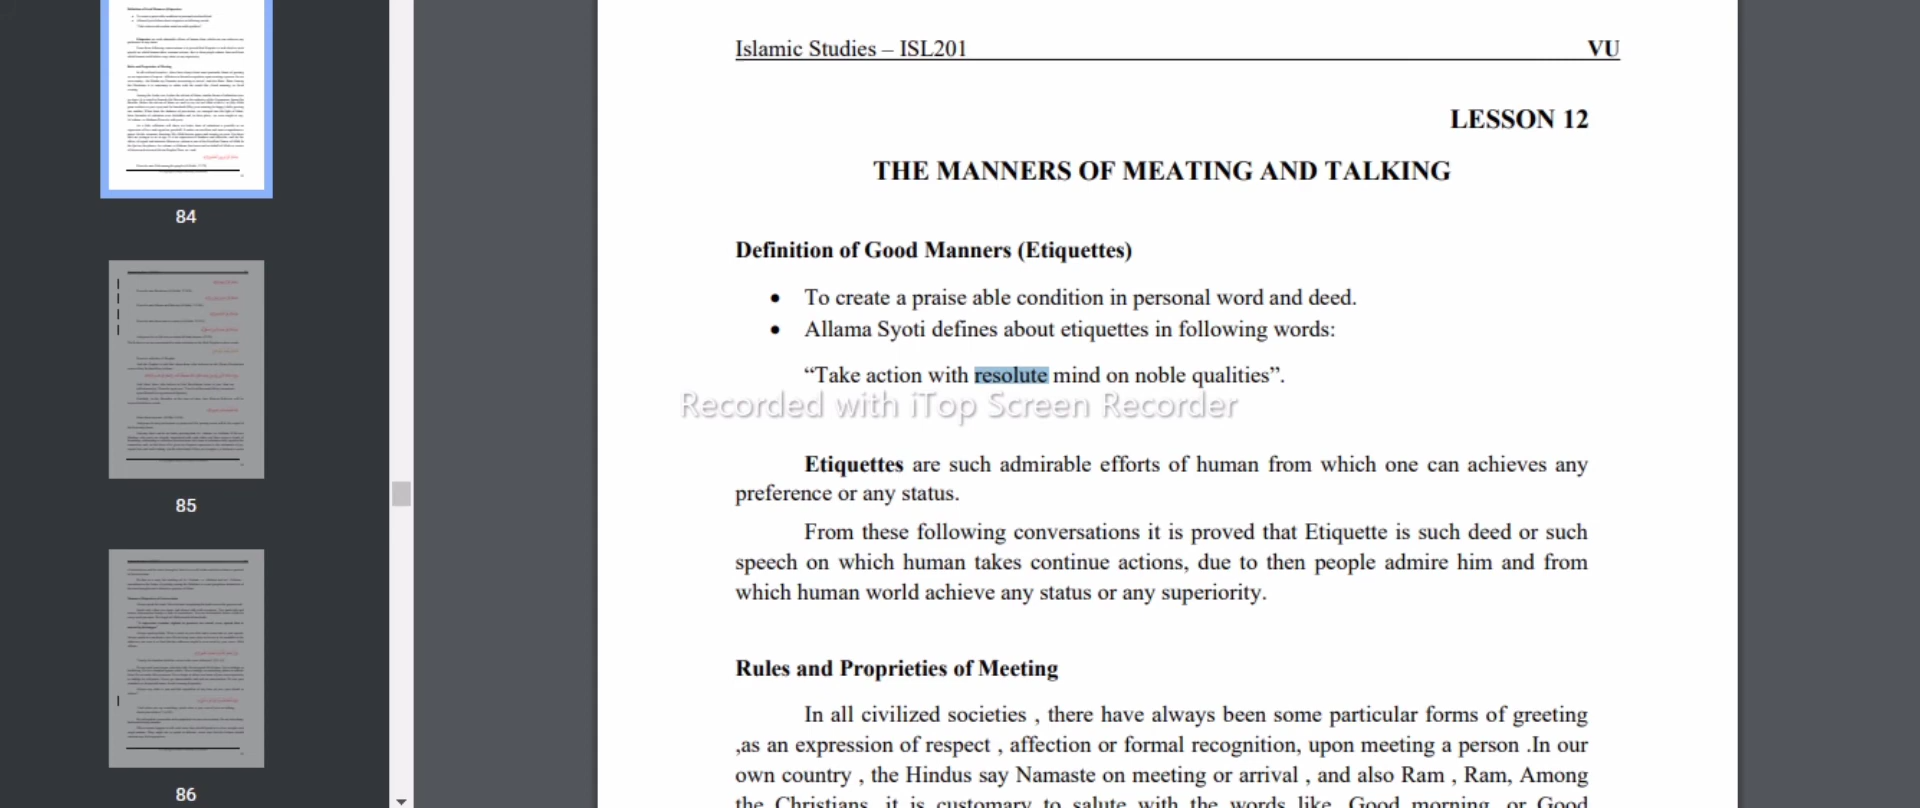 84
85
86
Islamic Studies – ISL201 VU
LESSON 12
THE MANNERS OF MEATING AND TALKING
Definition of Good Manners (Etiquettes)
• To create a praise able condition in personal word and deed.
• Allama Syoti defines about etiquettes in following words:
“Take action with resolute mind on noble qualities”.
Recorded with iTop Screen Recorder
Etiquettes are such admirable efforts of human from which one can achieves any
preference or any status.
From these following conversations it is proved that Etiquette is such deed or such
speech on which human takes continue actions, due to then people admire him and from
which human world achieve any status or any superiority.
Rules and Proprieties of Meeting
In all civilized societies , there have always been some particular forms of greeting
,as an expression of respect , affection or formal recognition, upon meeting a person .In our
own country , the Hindus say Namaste on meeting or arrival , and also Ram , Ram, Among
the Christians, it is customary to salute with the words like, Good morning, or Good